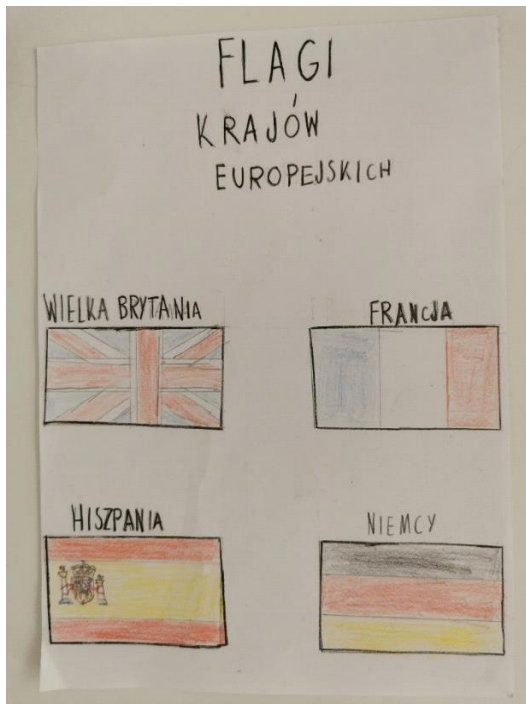 FLAGI
KRAJÓW
EUROPEJSKICH
WIELKA BRYTANIA
FRANCJA
HISZPANIA
NIEMCY